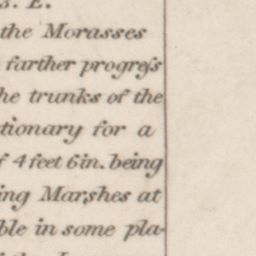 S. E.
the Morasses
farther progreſs
he trunks of the
tionary for a
f 4 feet 6 in. being
ing Marshes at
ble in some pla-